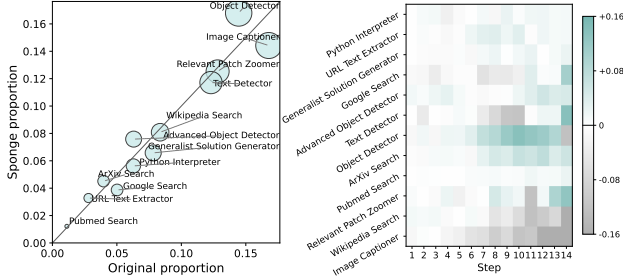 Sponge proportion
0.16
0.14
0.12
0.10
0.08
0.06
0.04
0.02
0.00
Object Detector
Image Captioner
Relevant Patch Zoomer
Text Detector
Wikipedia Search
Advanced Object Detector
Generalist Solution Generator
Python Interpreter
ArXiv Search
Google Search
URL Text Extractor
Pubmed Search
0.00 0.05 0.10 0.15
Original proportion
Python Interpreter
URL Text Extractor
Generalist Solution Generator
Google Search
Advanced Object Detector
Text Detector
Object Detector
ArXiv Search
Pubmed Search
Relevant Patch Zoomer
Wikipedia Search
Image Captioner
1 2 3 4 5 6 7 8 9 10 11 12 13 14
Step
+0.16
+0.08
0
-0.08
-0.16